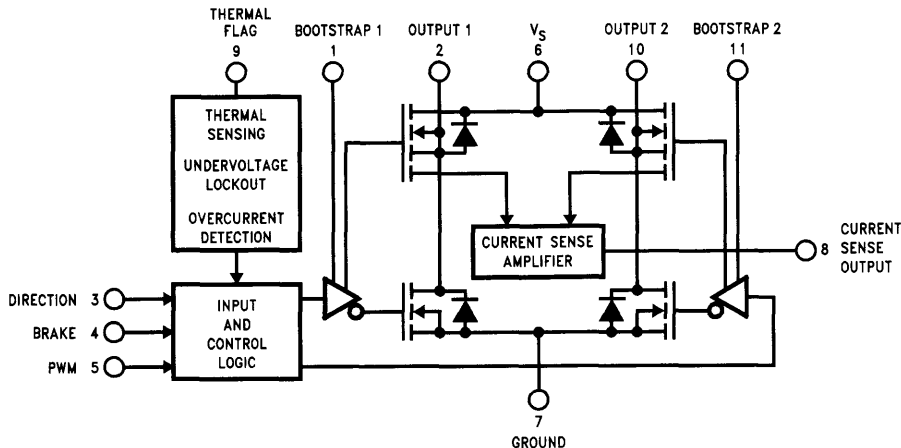 THERMAL
FLAG
9
BOOTSTRAP 1
1
OUTPUT 1
2
VS
6
OUTPUT 2
10
BOOTSTRAP 2
11
THERMAL
SENSING
UNDERVOLTAGE
LOCKOUT
OVERCURRENT
DETECTION
CURRENT SENSE
AMPLIFIER
8 CURRENT
SENSE
OUTPUT
DIRECTION 3
BRAKE 4
PWM 5
INPUT
AND
CONTROL
LOGIC
7
GROUND